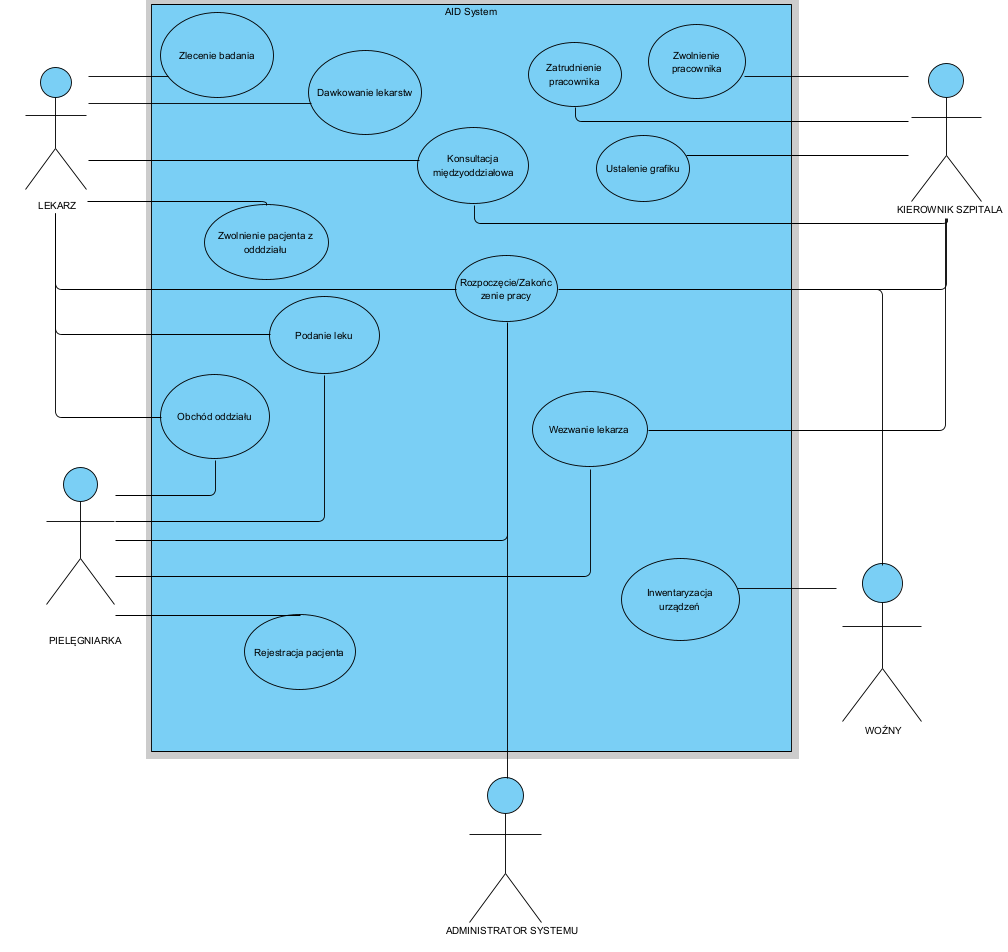 AID System
Zlecenie badania
Dawkowanie lekarstw
Zatrudnienie
pracownika
Zwolnienie
pracownika
Konsultacja
międzyoddziałowa
Ustalenie grafiku
LEKARZ
KIEROWNIK SZPITALA
Zwolnienie pacjenta z
odddziału
Rozpoczęcie/Zakońc
zenie pracy
Podanie leku
Obchód oddziału
Wezwanie lekarza
Inwentaryzacja
urządzeń
PIELĘGNIARKA
Rejestracja pacjenta
WOŹNY
ADMINISTRATOR SYSTEMU